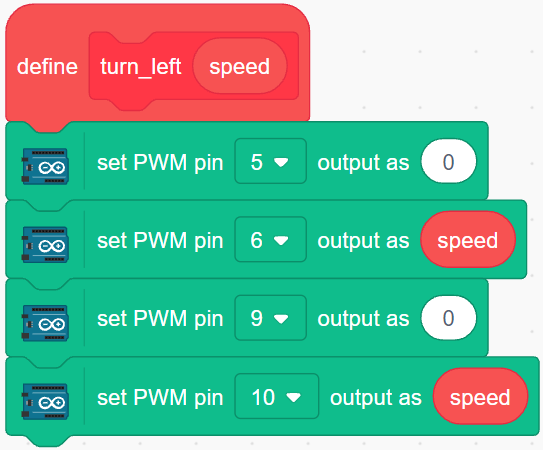 define turn_left speed
set PWM pin 5 output as 0
set PWM pin 6 output as speed
set PWM pin 9 output as 0
set PWM pin 10 output as speed